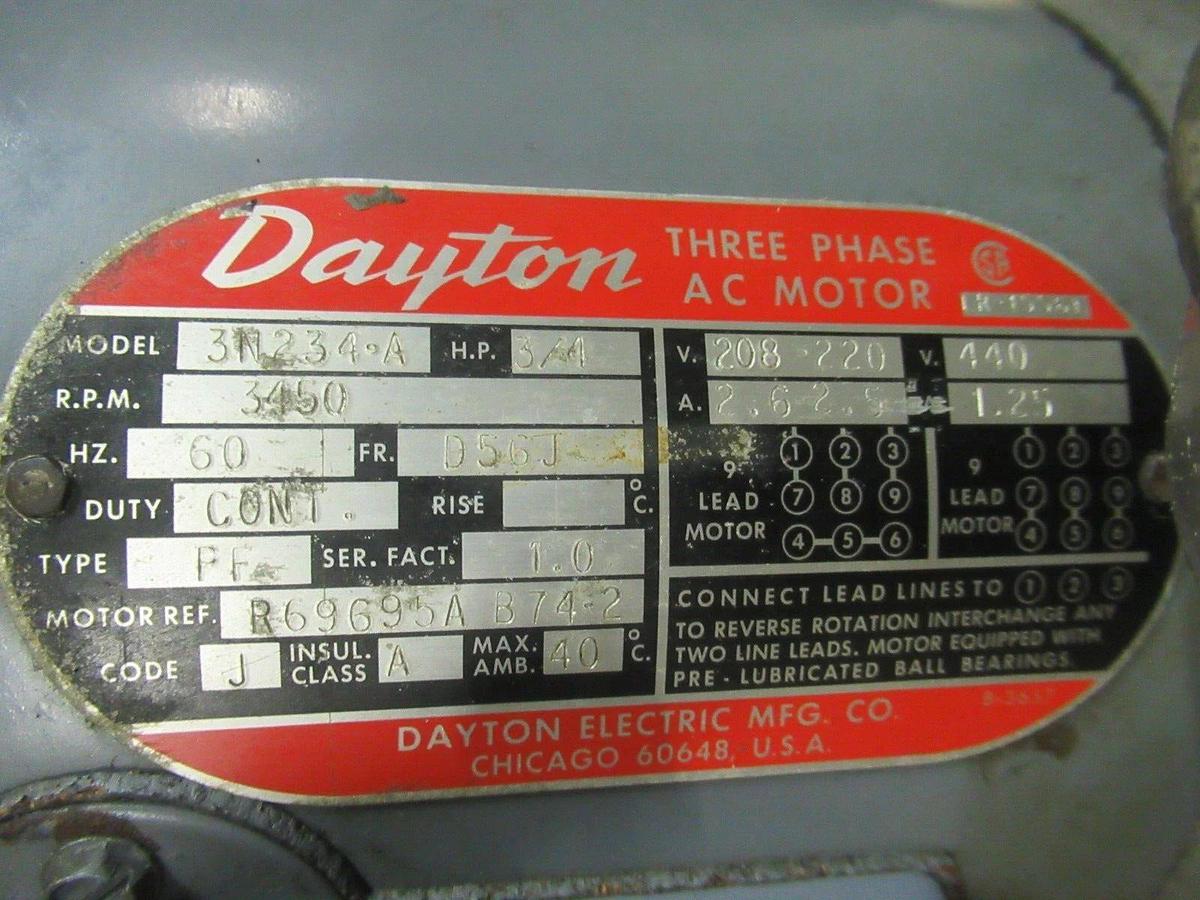 Dayton
THREE PHASE
AC MOTOR
MODEL 3N234-A H.P. 3/4
R.P.M. 3450
HZ. 60 FR. D56J
DUTY CONT. RISE °C.
TYPE PF SER. FACT. 1.0
MOTOR REF. R69695A B74-2
CODE J INSUL. CLASS A MAX. AMB. 40 °C.
V. 208-220 V. 440
A. 2.6-2.5 1.25
9 LEAD MOTOR
1 2 3
7 8 9
4-5-6
9 LEAD MOTOR
1 2 3
7 8 9
4 5 6
CONNECT LEAD LINES TO 1 2 3
TO REVERSE ROTATION INTERCHANGE ANY
TWO LINE LEADS. MOTOR EQUIPPED WITH
PRE-LUBRICATED BALL BEARINGS.
DAYTON ELECTRIC MFG. CO.
CHICAGO 60648, U.S.A.